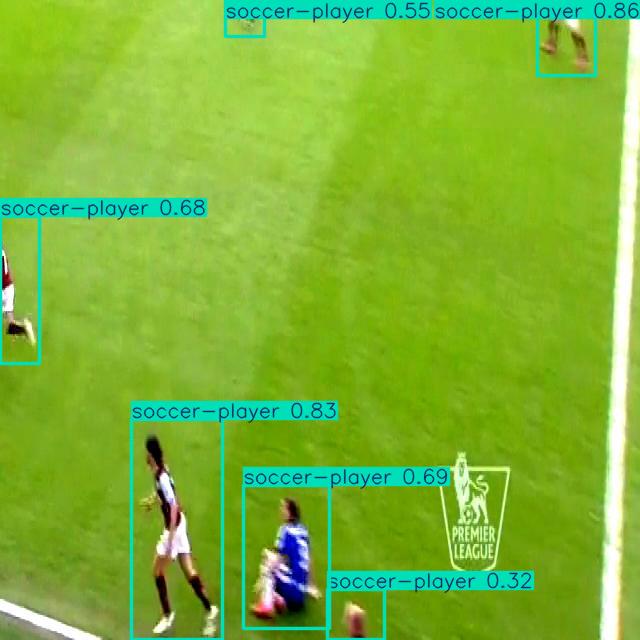 soccer-player 0.55
soccer-player 0.86
soccer-player 0.68
soccer-player 0.83
soccer-player 0.69
PREMIER
LEAGUE
soccer-player 0.32